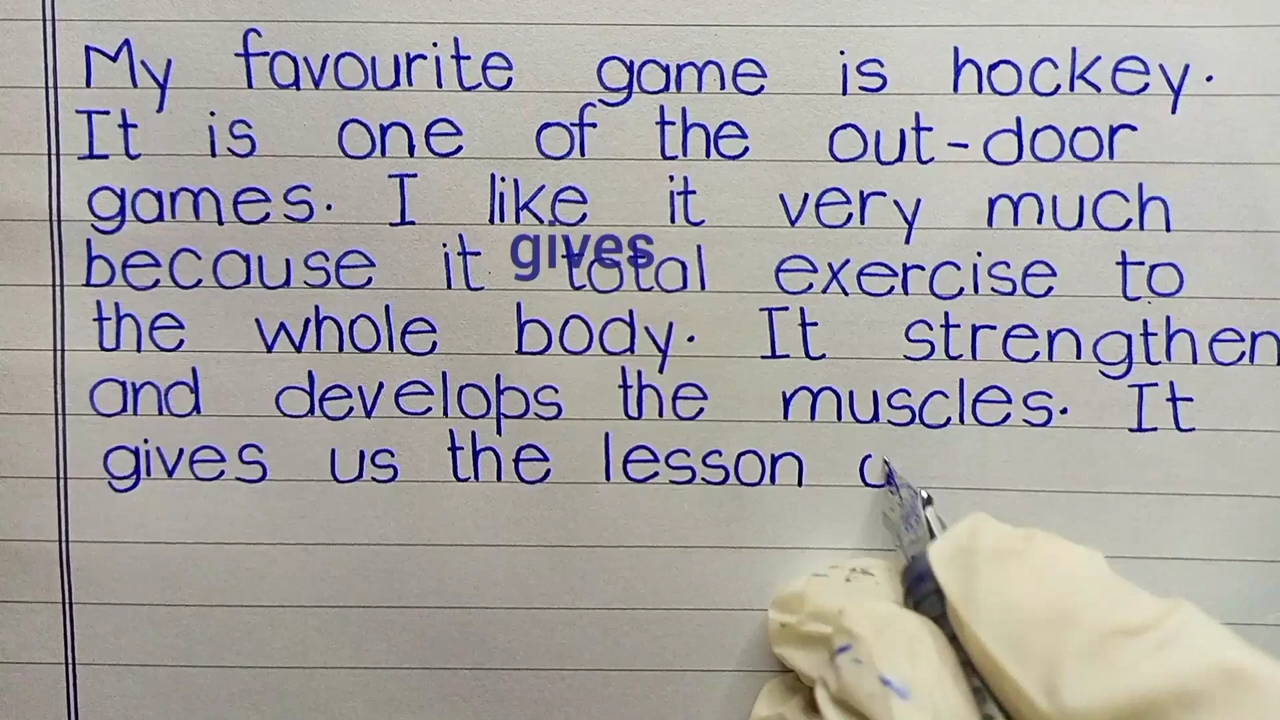 My favourite game is hockey.
It is one of the out-door
games. I like it very much
because it gives total exercise to
the whole body. It strengthen
and develops the muscles. It
gives us the lesson